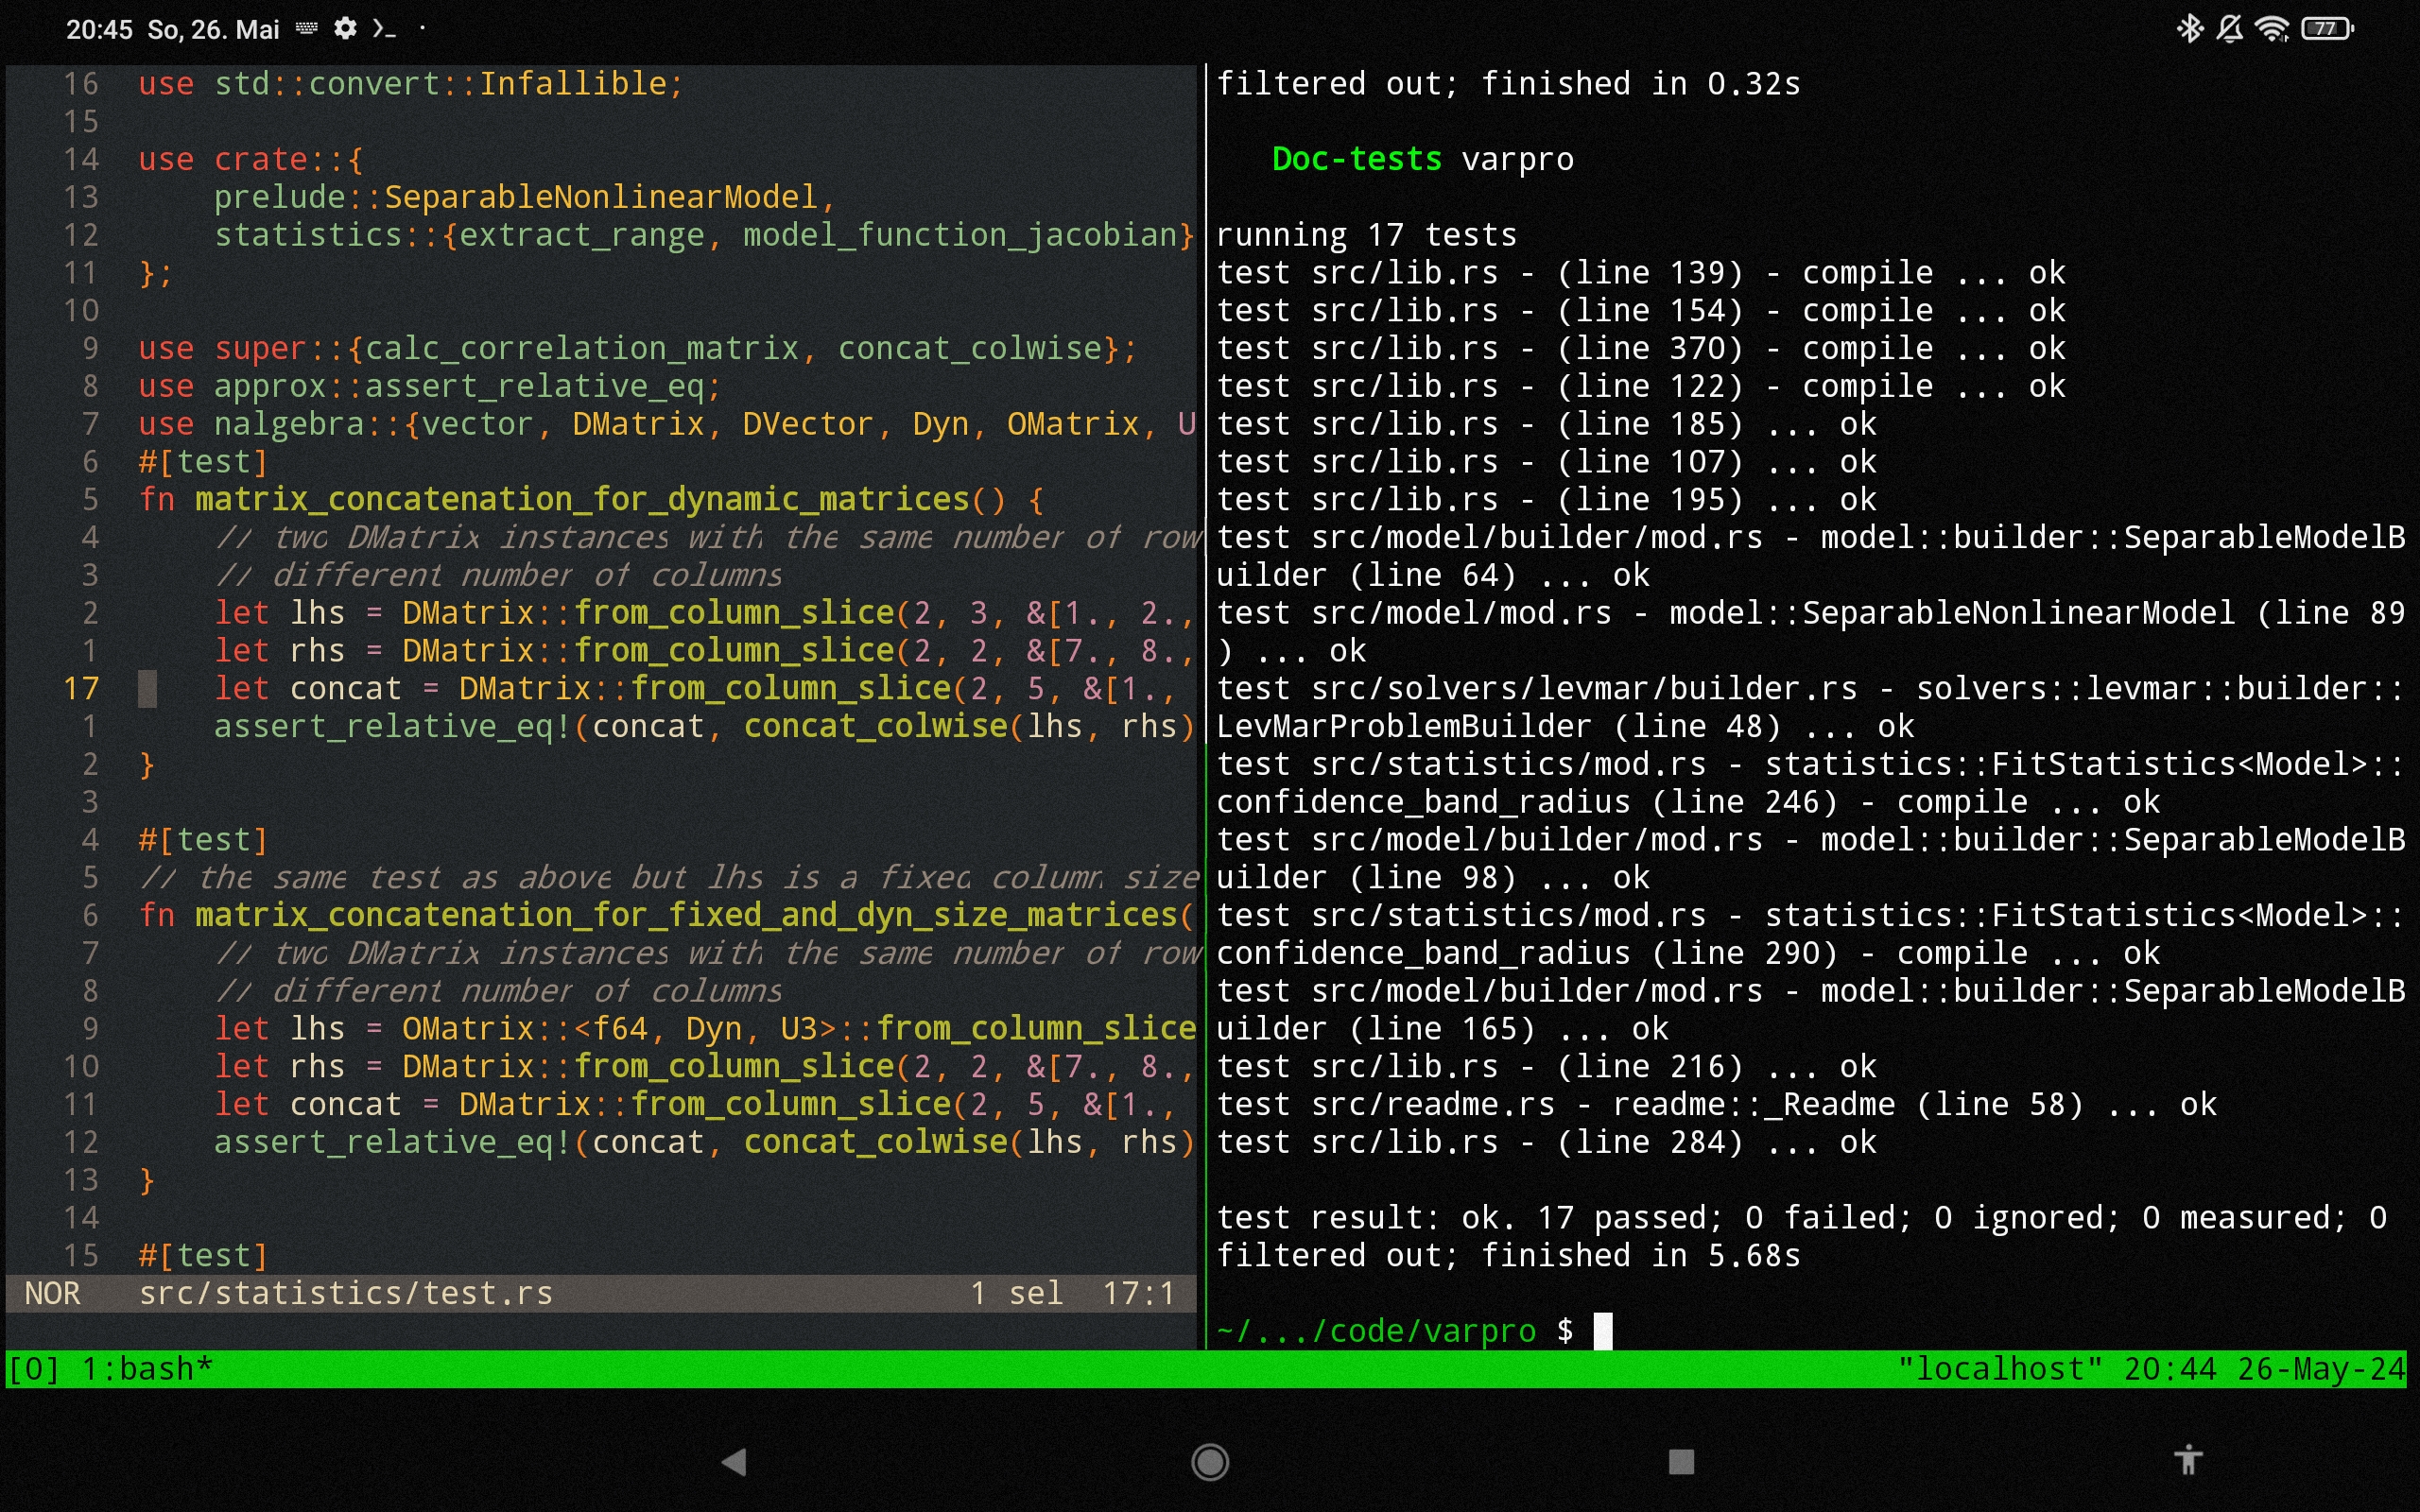 20:45 So, 26. Mai
77
16 use std::convert::Infallible;
15
14 use crate::{
13     prelude::SeparableNonlinearModel,
12     statistics::{extract_range, model_function_jacobian}
11 };
10
9 use super::{calc_correlation_matrix, concat_colwise};
8 use approx::assert_relative_eq;
7 use nalgebra::{vector, DMatrix, DVector, Dyn, OMatrix, U
6 #[test]
5 fn matrix_concatenation_for_dynamic_matrices() {
4     // two DMatrix instances with the same number of row
3     // different number of columns
2     let lhs = DMatrix::from_column_slice(2, 3, &[1., 2.,
1     let rhs = DMatrix::from_column_slice(2, 2, &[7., 8.,
17     let concat = DMatrix::from_column_slice(2, 5, &[1.,
1     assert_relative_eq!(concat, concat_colwise(lhs, rhs)
2 }
3
4 #[test]
5 // the same test as above but lhs is a fixed column size
6 fn matrix_concatenation_for_fixed_and_dyn_size_matrices(
7     // two DMatrix instances with the same number of row
8     // different number of columns
9     let lhs = OMatrix::<f64, Dyn, U3>::from_column_slice
10     let rhs = DMatrix::from_column_slice(2, 2, &[7., 8.,
11     let concat = DMatrix::from_column_slice(2, 5, &[1.,
12     assert_relative_eq!(concat, concat_colwise(lhs, rhs)
13 }
14
15 #[test]
NOR src/statistics/test.rs 1 sel 17:1
filtered out; finished in 0.32s
Doc-tests varpro
running 17 tests
test src/lib.rs - (line 139) - compile ... ok
test src/lib.rs - (line 154) - compile ... ok
test src/lib.rs - (line 370) - compile ... ok
test src/lib.rs - (line 122) - compile ... ok
test src/lib.rs - (line 185) ... ok
test src/lib.rs - (line 107) ... ok
test src/lib.rs - (line 195) ... ok
test src/model/builder/mod.rs - model::builder::SeparableModelB
uilder (line 64) ... ok
test src/model/mod.rs - model::SeparableNonlinearModel (line 89
) ... ok
test src/solvers/levmar/builder.rs - solvers::levmar::builder::
LevMarProblemBuilder (line 48) ... ok
test src/statistics/mod.rs - statistics::FitStatistics<Model>::
confidence_band_radius (line 246) - compile ... ok
test src/model/builder/mod.rs - model::builder::SeparableModelB
uilder (line 98) ... ok
test src/statistics/mod.rs - statistics::FitStatistics<Model>::
confidence_band_radius (line 290) - compile ... ok
test src/model/builder/mod.rs - model::builder::SeparableModelB
uilder (line 165) ... ok
test src/lib.rs - (line 216) ... ok
test src/readme.rs - readme::_Readme (line 58) ... ok
test src/lib.rs - (line 284) ... ok
test result: ok. 17 passed; 0 failed; 0 ignored; 0 measured; 0
filtered out; finished in 5.68s
~/.../code/varpro $
[0] 1:bash* "localhost" 20:44 26-May-24